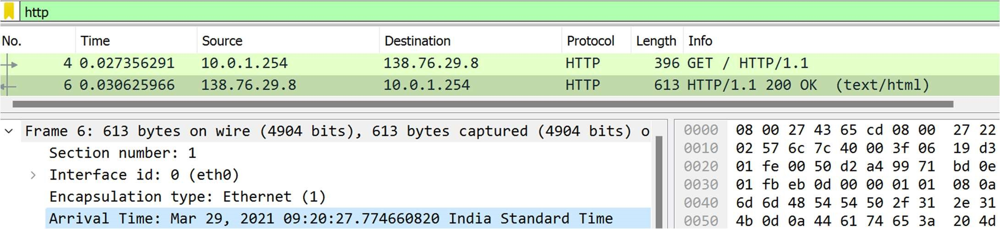 http
No. Time Source Destination Protocol Length Info
4 0.027356291 10.0.1.254 138.76.29.8 HTTP 396 GET / HTTP/1.1
6 0.030625966 138.76.29.8 10.0.1.254 HTTP 613 HTTP/1.1 200 OK (text/html)
Frame 6: 613 bytes on wire (4904 bits), 613 bytes captured (4904 bits) o
Section number: 1
Interface id: 0 (eth0)
Encapsulation type: Ethernet (1)
Arrival Time: Mar 29, 2021 09:20:27.774660820 India Standard Time
0000 08 00 27 43 65 cd 08 00 27 22
0010 02 57 6c 7c 40 00 3f 06 19 d3
0020 01 fe 00 50 d2 a4 99 71 bd 0e
0030 01 fb eb 0d 00 00 01 01 08 0a
0040 6d 6d 48 54 54 50 2f 31 2e 31
0050 4b 0d 0a 44 61 74 65 3a 20 4d